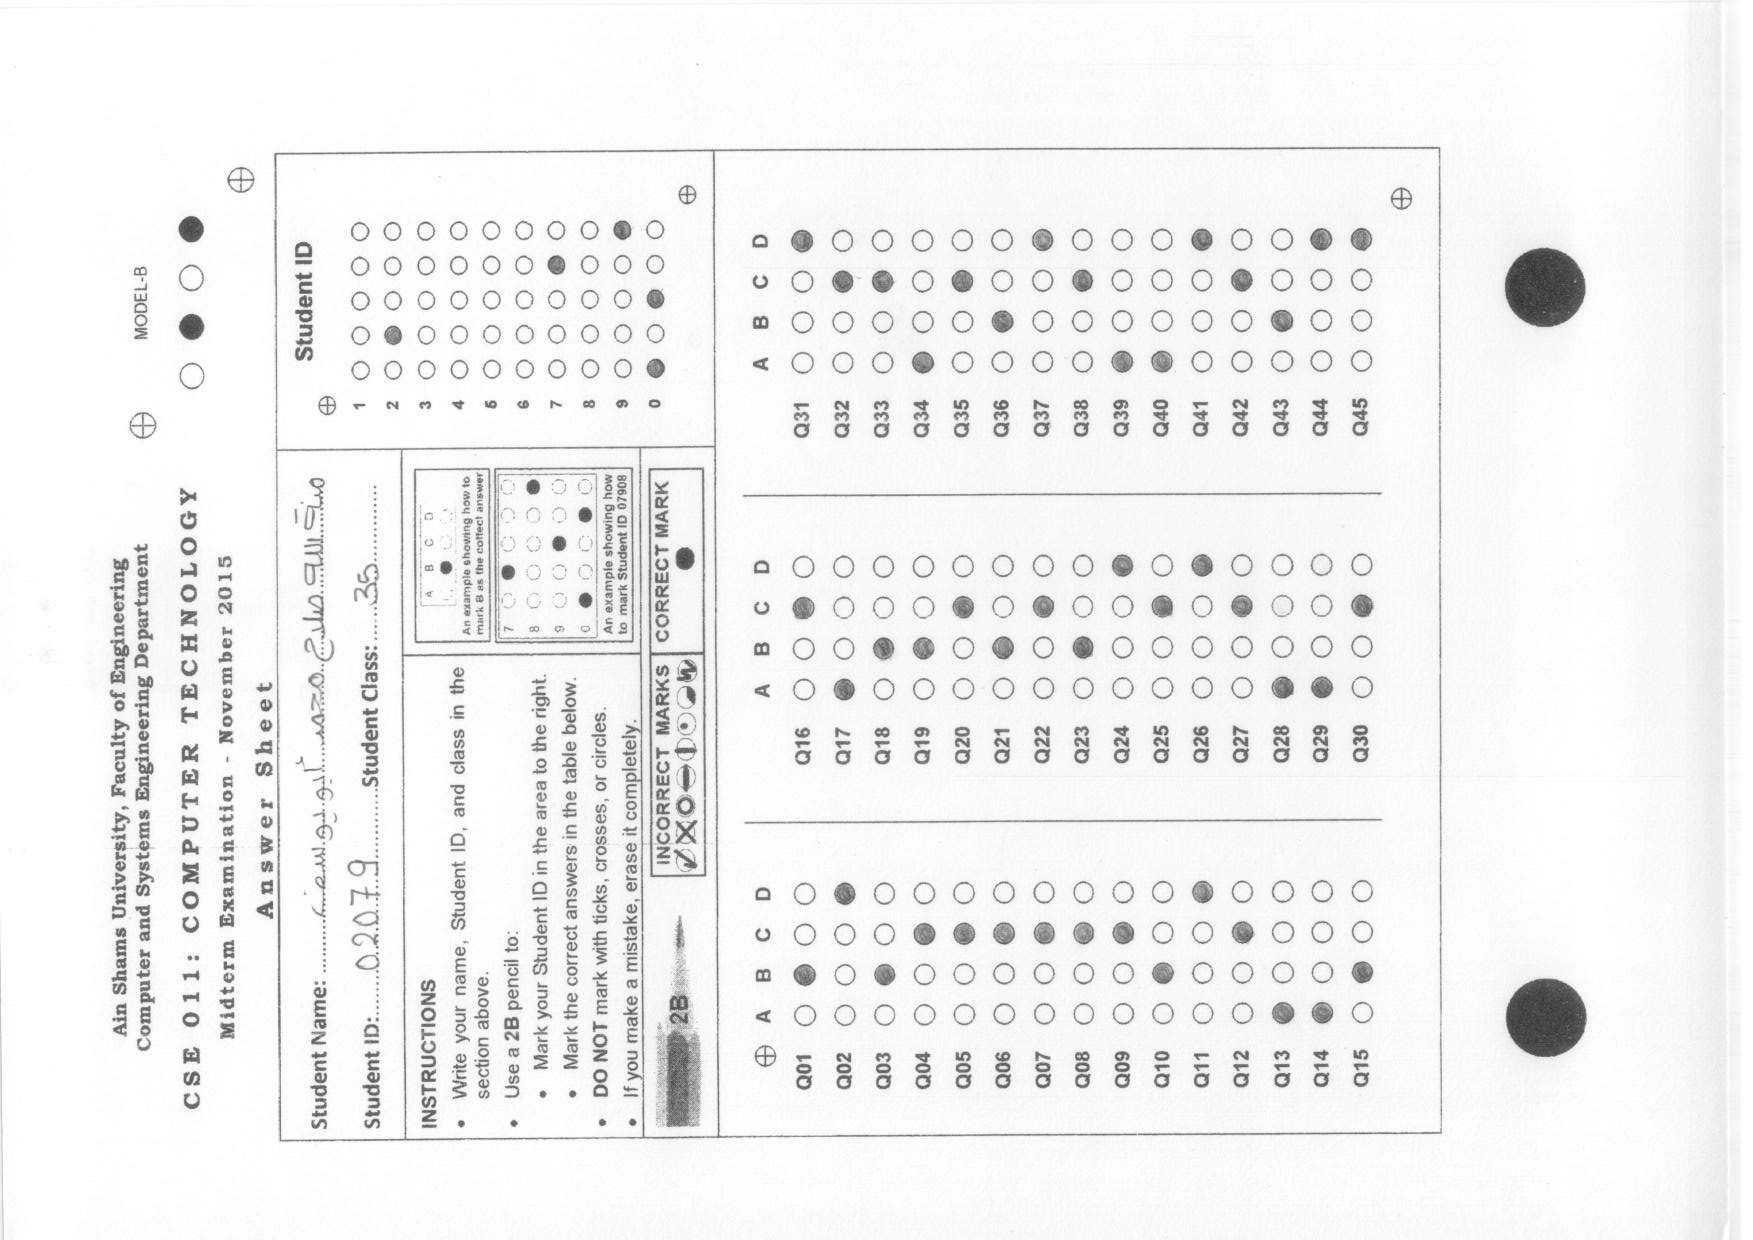 Ain Shams University, Faculty of Engineering
Computer and Systems Engineering Department
CSE 011: COMPUTER TECHNOLOGY
MODEL-B
Midterm Examination - November 2015
Answer Sheet
Student Name:
Student ID: 02079 Student Class: 35
INSTRUCTIONS
• Write your name, Student ID, and class in the
section above.
• Use a 2B pencil to:
• Mark your Student ID in the area to the right.
• Mark the correct answers in the table below.
• DO NOT mark with ticks, crosses, or circles.
• If you make a mistake, erase it completely.
A B C D
An example showing how to
mark B as the correct answer
7
8
9
0
An example showing how
to mark Student ID 07908
2B
INCORRECT MARKS
CORRECT MARK
Student ID
1
2
3
4
5
6
7
8
9
0
A B C D
Q01
Q02
Q03
Q04
Q05
Q06
Q07
Q08
Q09
Q10
Q11
Q12
Q13
Q14
Q15
A B C D
Q16
Q17
Q18
Q19
Q20
Q21
Q22
Q23
Q24
Q25
Q26
Q27
Q28
Q29
Q30
A B C D
Q31
Q32
Q33
Q34
Q35
Q36
Q37
Q38
Q39
Q40
Q41
Q42
Q43
Q44
Q45